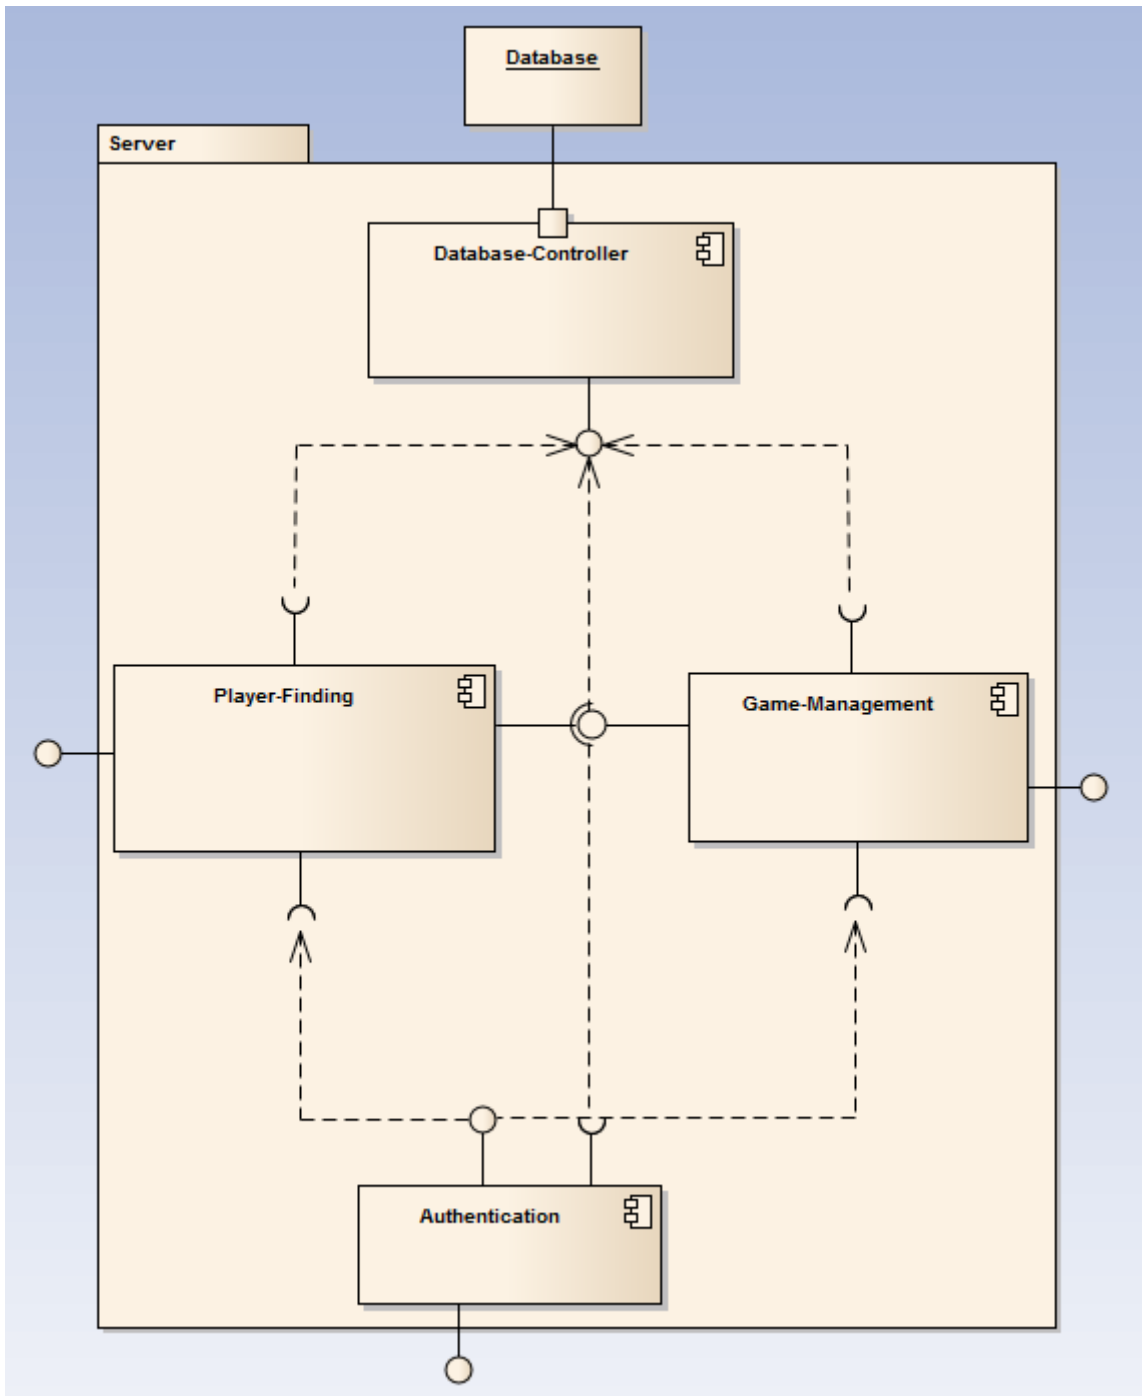 Database
Server
Database-Controller
Player-Finding
Game-Management
Authentication